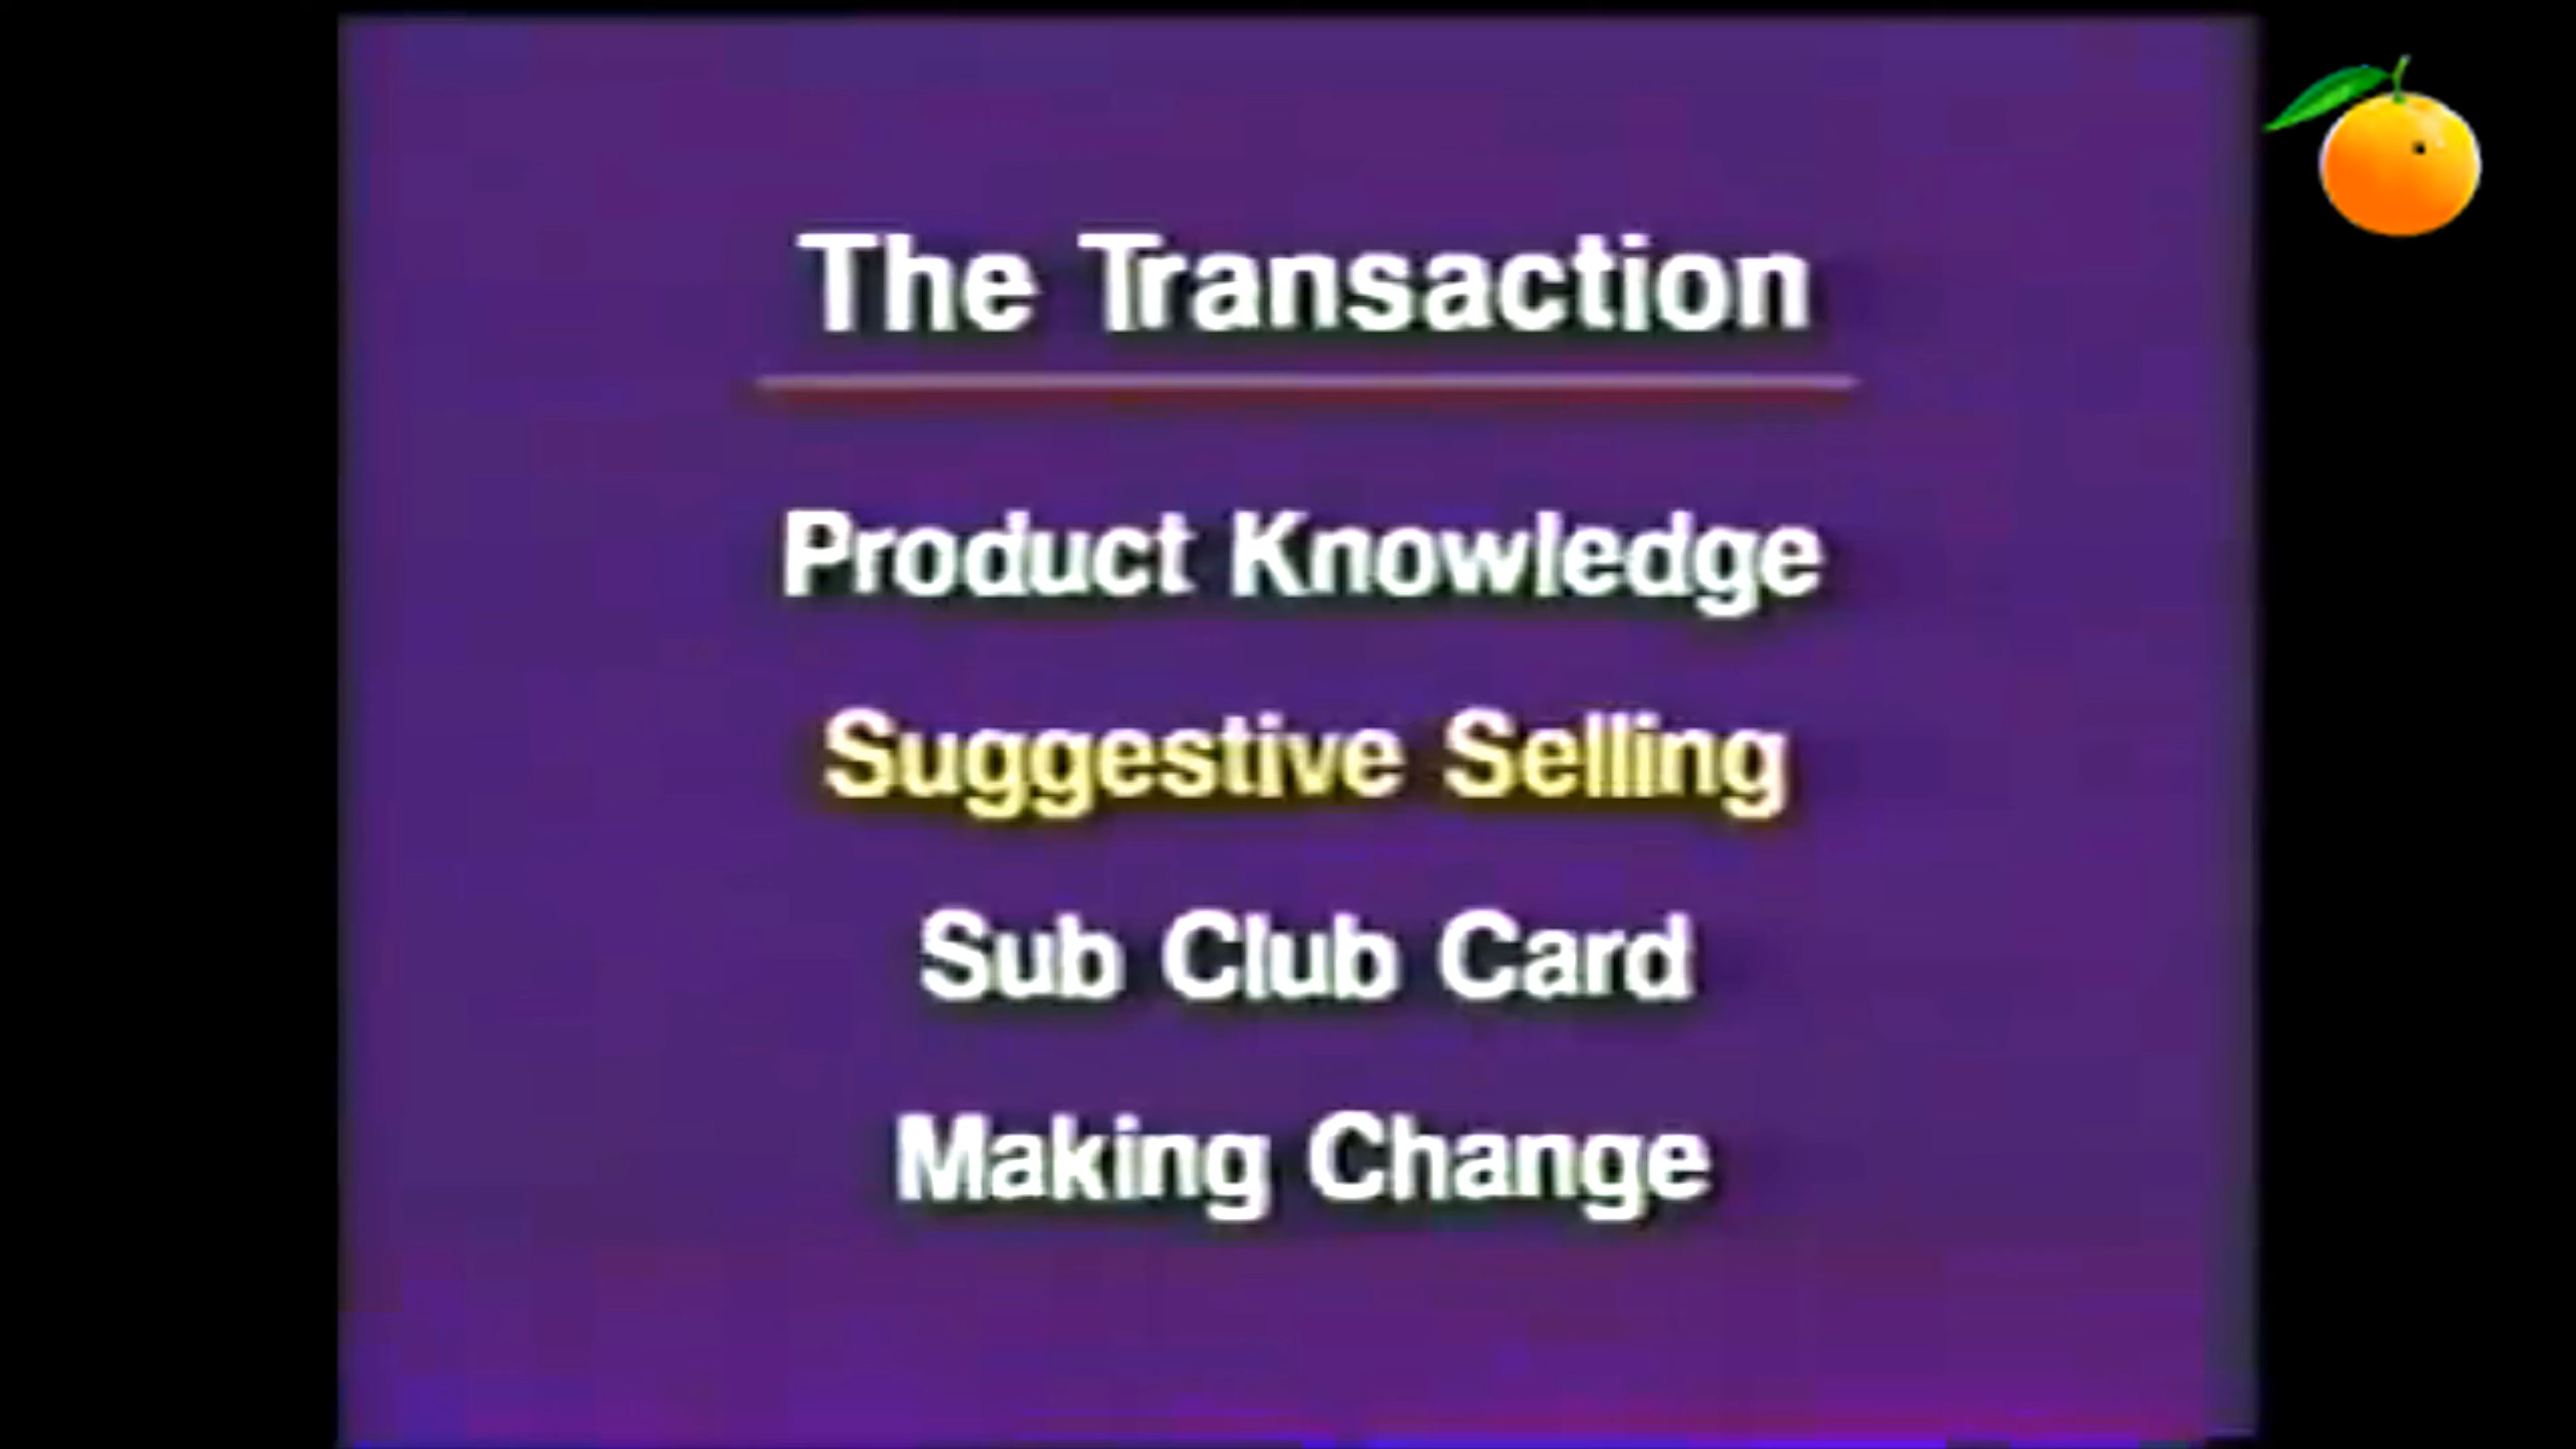 The Transaction
Product Knowledge
Suggestive Selling
Sub Club Card
Making Change